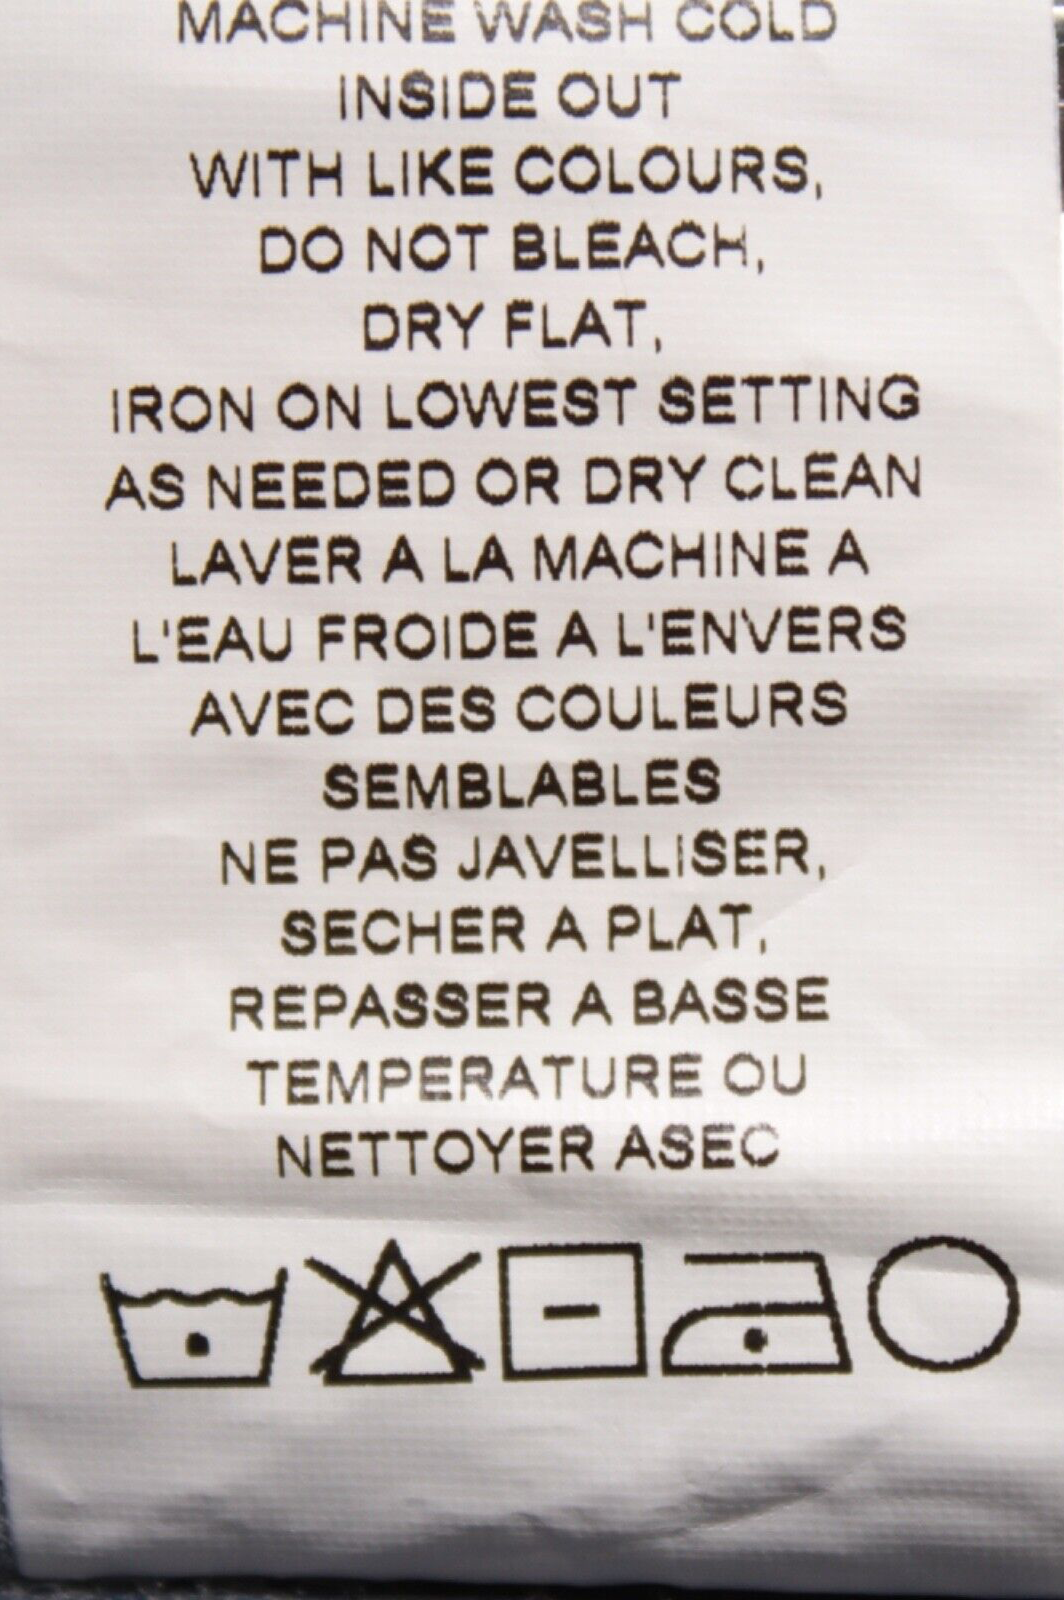 MACHINE WASH COLD
INSIDE OUT
WITH LIKE COLOURS,
DO NOT BLEACH,
DRY FLAT,
IRON ON LOWEST SETTING
AS NEEDED OR DRY CLEAN
LAVER A LA MACHINE A
L'EAU FROIDE A L'ENVERS
AVEC DES COULEURS
SEMBLABLES
NE PAS JAVELLISER,
SECHER A PLAT,
REPASSER A BASSE
TEMPERATURE OU
NETTOYER ASEC